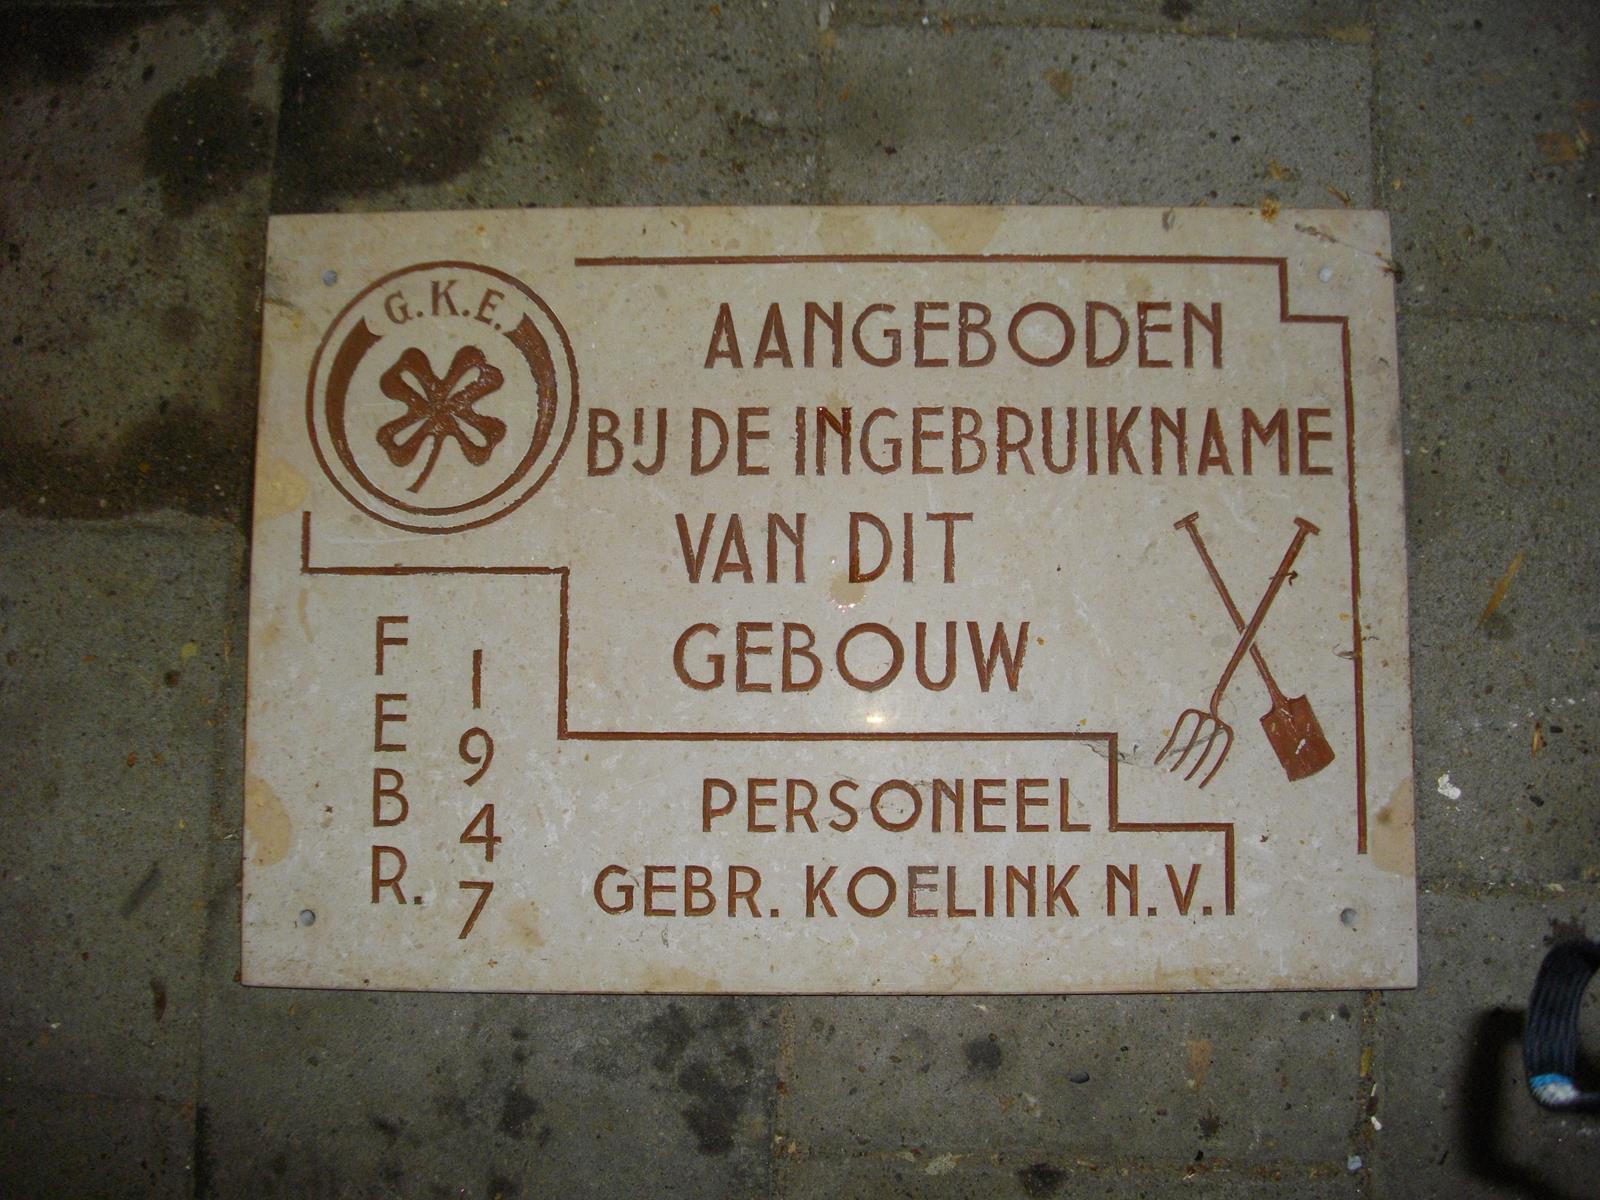 G.K.E.
AANGEBODEN
BIJ DE INGEBRUIKNAME
VAN DIT
GEBOUW
FEBR.
1947
PERSONEEL
GEBR. KOELINK N.V.